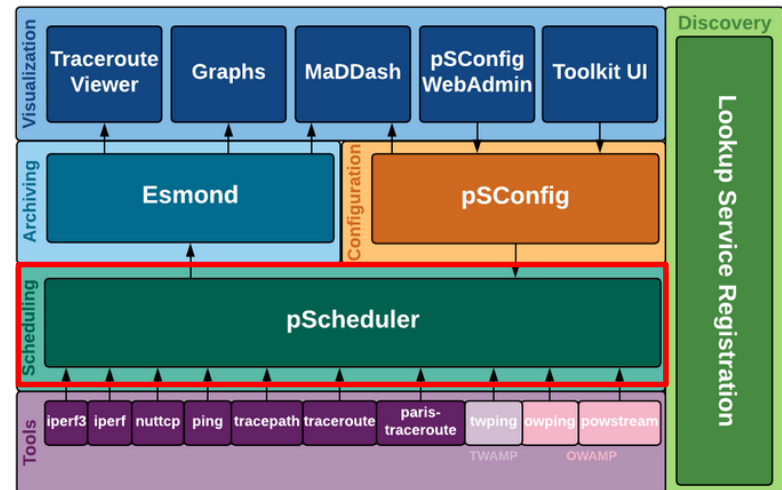 Discovery
Visualization
Traceroute
Viewer
Graphs
MaDDash
pSConfig
WebAdmin
Toolkit UI
Lookup Service Registration
Archiving
Esmond
Configuration
pSConfig
Scheduling
pScheduler
Tools
iperf3
iperf
nuttcp
ping
tracepath
traceroute
paris-
traceroute
twping
owping
powstream
TWAMP
OWAMP